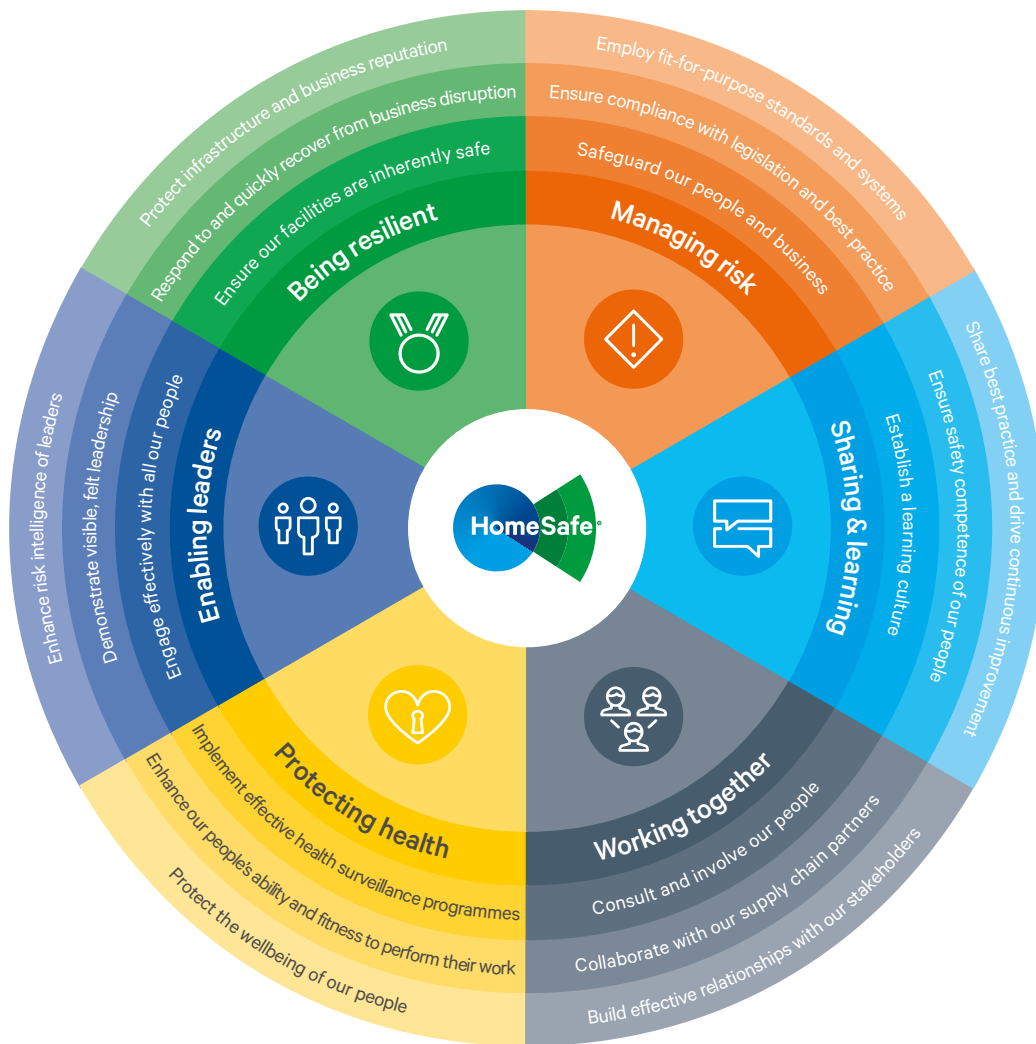 Employ fit-for-purpose standards and systems
Ensure compliance with legislation and best practice
Safeguard our people and business
Managing risk
Share best practice and drive continuous improvement
Ensure safety competence of our people
Establish a learning culture
Sharing & learning
Working together
Consult and involve our people
Collaborate with our supply chain partners
Build effective relationships with our stakeholders
Protecting health
Implement effective health surveillance programmes
Enhance our people's ability and fitness to perform their work
Protect the wellbeing of our people
Enhance risk intelligence of leaders
Demonstrate visible, felt leadership
Engage effectively with all our people
Enabling leaders
Protect infrastructure and business reputation
Respond to and quickly recover from business disruption
Ensure our facilities are inherently safe
Being resilient
HomeSafe